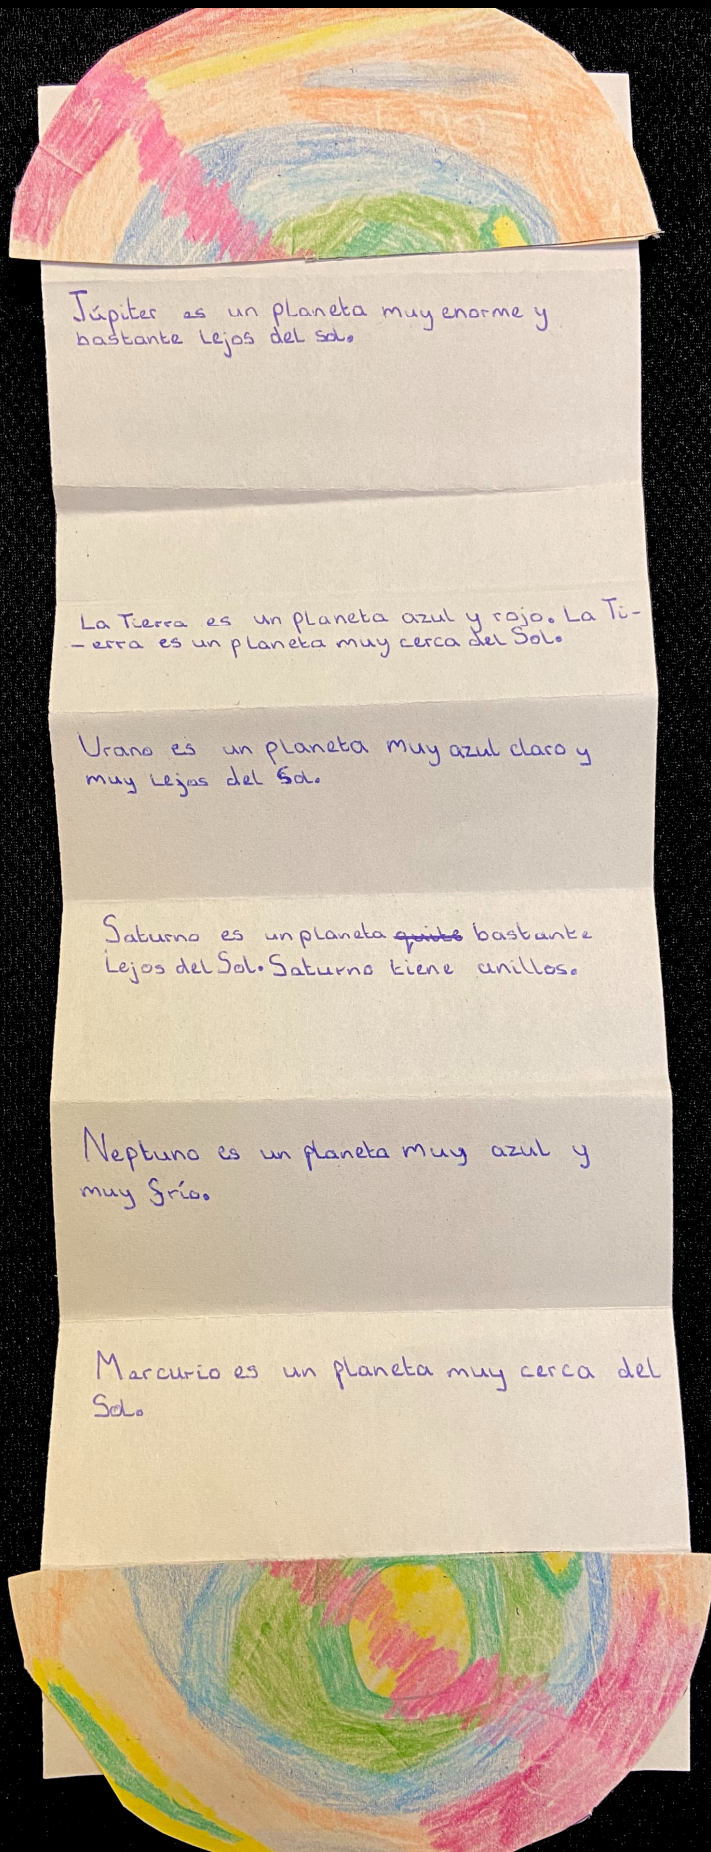 Júpiter es un planeta muy enorme y
bastante lejos del sol.
La Tierra es un planeta azul y rojo. La Ti-
- erra es un planeta muy cerca del Sol.
Urano es un planeta muy azul claro y
muy lejos del Sol.
Saturno es un planeta quite bastante
lejos del Sol. Saturno tiene anillos.
Neptuno es un planeta muy azul y
muy frío.
Marcurio es un planeta muy cerca del
Sol.